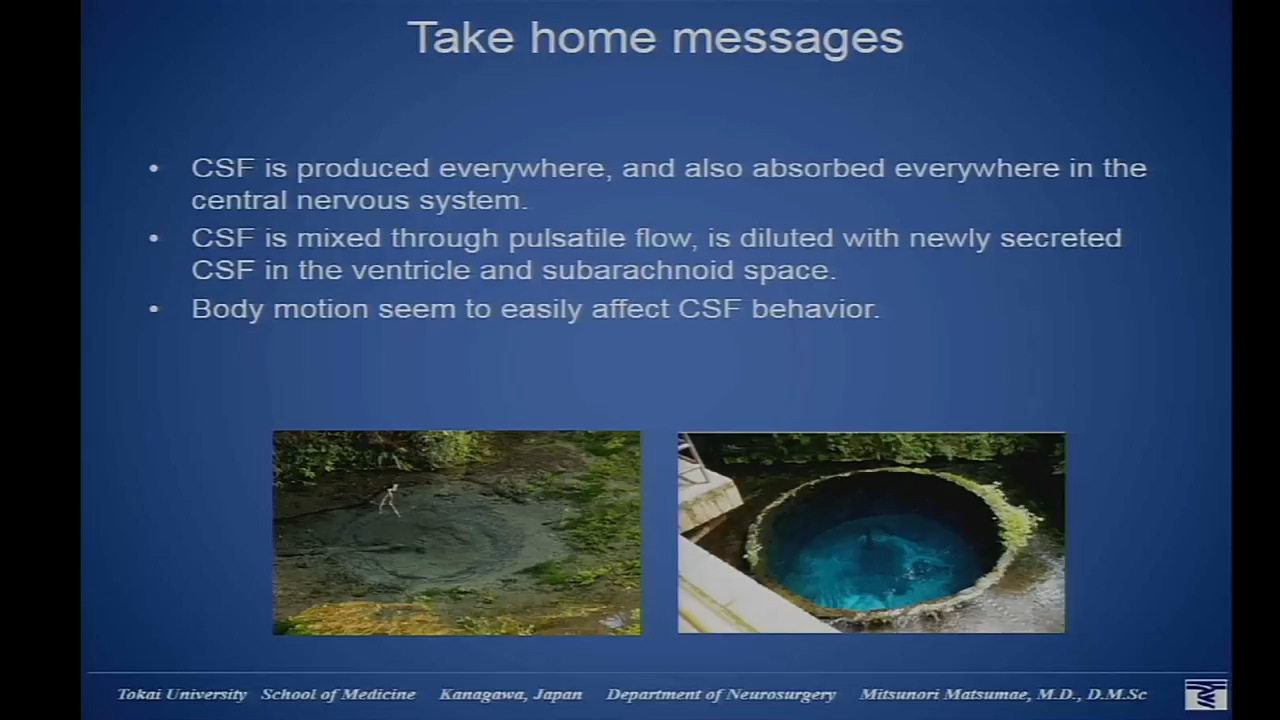 Take home messages
• CSF is produced everywhere, and also absorbed everywhere in the
central nervous system.
• CSF is mixed through pulsatile flow, is diluted with newly secreted
CSF in the ventricle and subarachnoid space.
• Body motion seem to easily affect CSF behavior.
Tokai University School of Medicine Kanagawa, Japan Department of Neurosurgery Mitsunori Matsumae, M.D., D.M.Sc